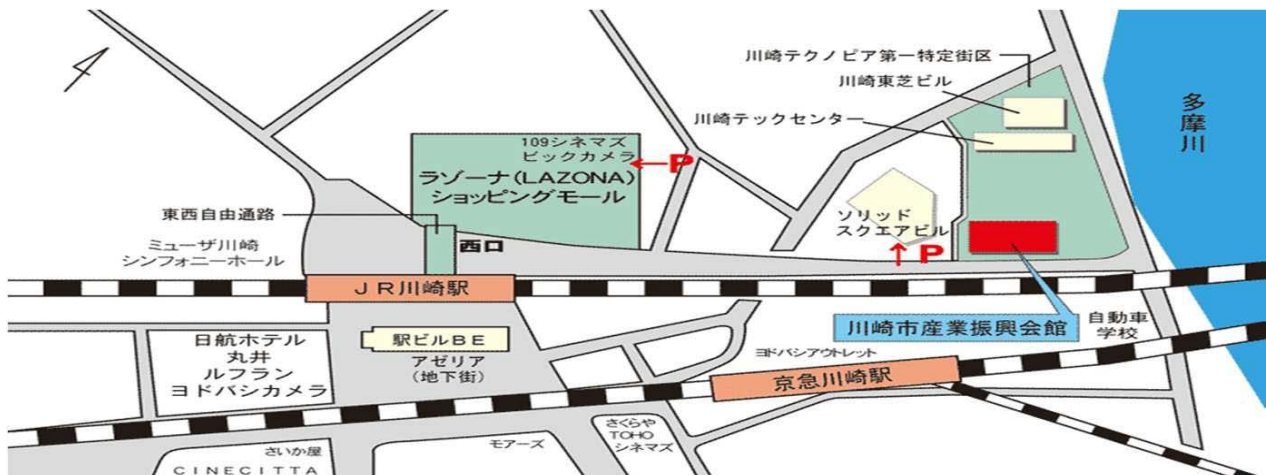 川崎テクノピア第一特定街区
川崎東芝ビル
川崎テックセンター
多摩川
109シネマズ
ビックカメラ
P
ラゾーナ(LAZONA)
ショッピングモール
東西自由通路
西口
ソリッド
スクエアビル
P
ミューザ川崎
シンフォニーホール
JR川崎駅
川崎市産業振興会館
自動車
学校
日航ホテル
丸井
ルフラン
ヨドバシカメラ
駅ビルBE
アゼリア
(地下街)
ヨドバシアウトレット
京急川崎駅
さくらや
TOHO
シネマズ
モアーズ
さいか屋
CINECITTA